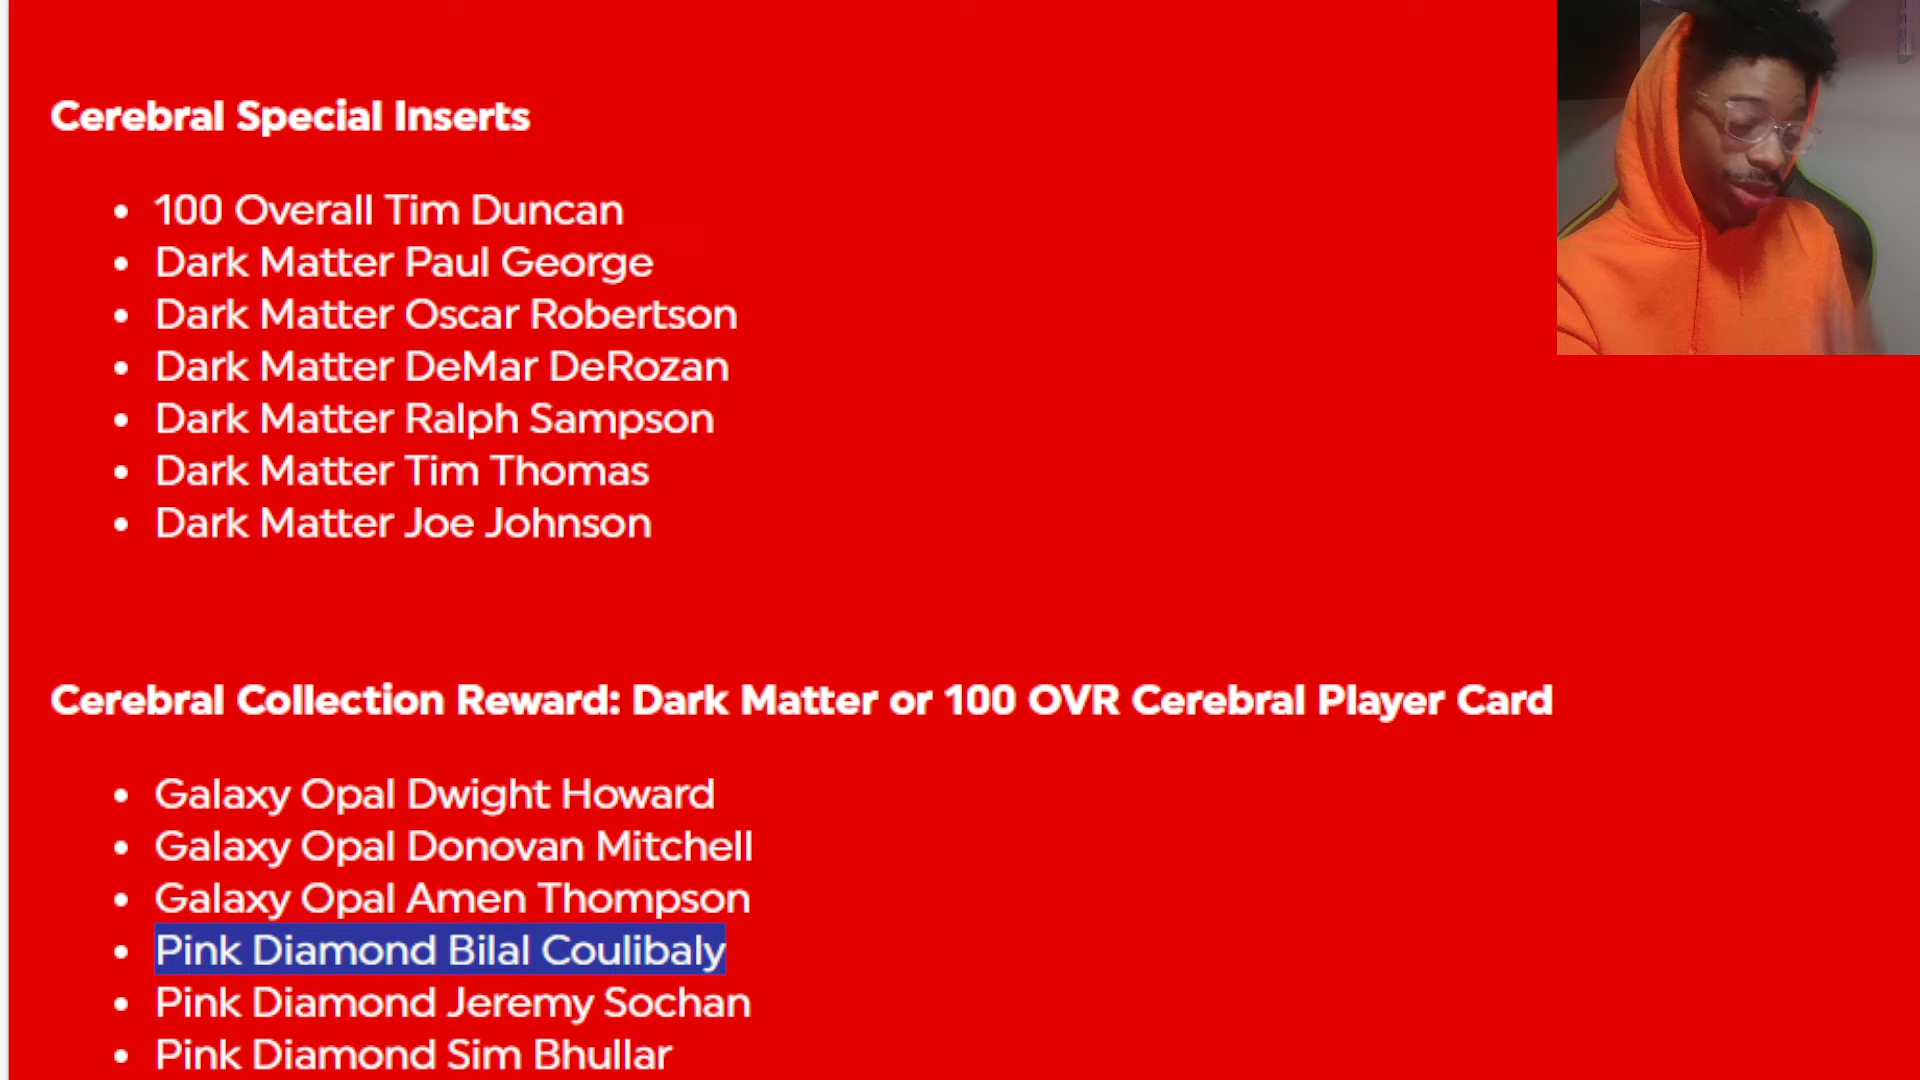 Cerebral Special Inserts
100 Overall Tim Duncan
Dark Matter Paul George
Dark Matter Oscar Robertson
Dark Matter DeMar DeRozan
Dark Matter Ralph Sampson
Dark Matter Tim Thomas
Dark Matter Joe Johnson
Cerebral Collection Reward: Dark Matter or 100 OVR Cerebral Player Card
Galaxy Opal Dwight Howard
Galaxy Opal Donovan Mitchell
Galaxy Opal Amen Thompson
Pink Diamond Bilal Coulibaly
Pink Diamond Jeremy Sochan
Pink Diamond Sim Bhullar